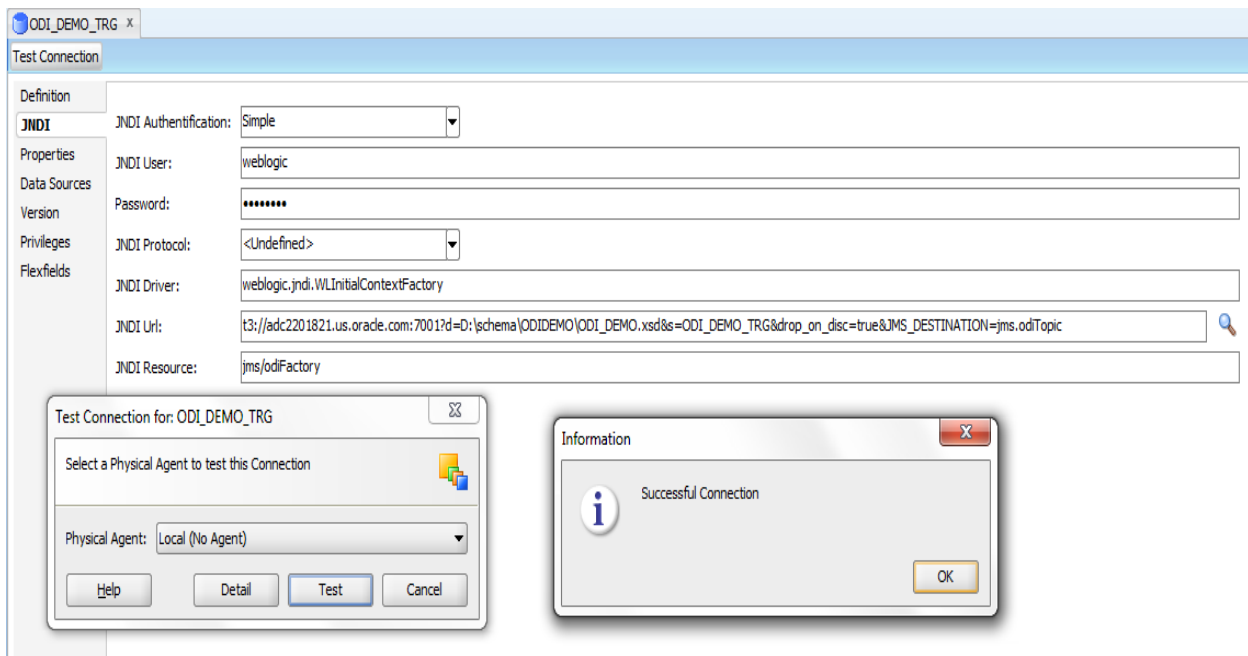 ODI_DEMO_TRG x
Test Connection
Definition
JNDI
Properties
Data Sources
Version
Privileges
Flexfields
JNDI Authentification: Simple
JNDI User: weblogic
Password: ••••••••
JNDI Protocol: <Undefined>
JNDI Driver: weblogic.jndi.WLInitialContextFactory
JNDI Url: t3://adc2201821.us.oracle.com:7001?d=D:\schema\ODIDEMO\ODI_DEMO.xsd&s=ODI_DEMO_TRG&drop_on_disc=true&JMS_DESTINATION=jms.odiTopic
JNDI Resource: jms/odiFactory
Test Connection for: ODI_DEMO_TRG
Select a Physical Agent to test this Connection
Physical Agent: Local (No Agent)
Help Detail Test Cancel
Information
Successful Connection
OK